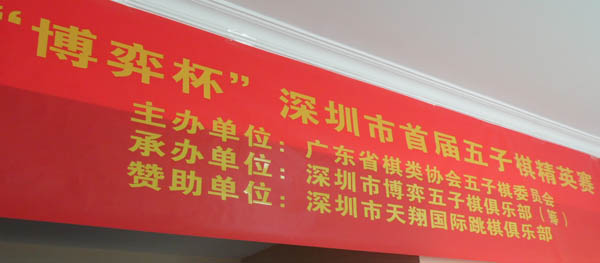 “博弈杯”深圳市首届五子棋精英赛
主办单位：广东省棋类协会五子棋委员会
承办单位：深圳市博弈五子棋俱乐部（筹）
赞助单位：深圳市天翔国际跳棋俱乐部